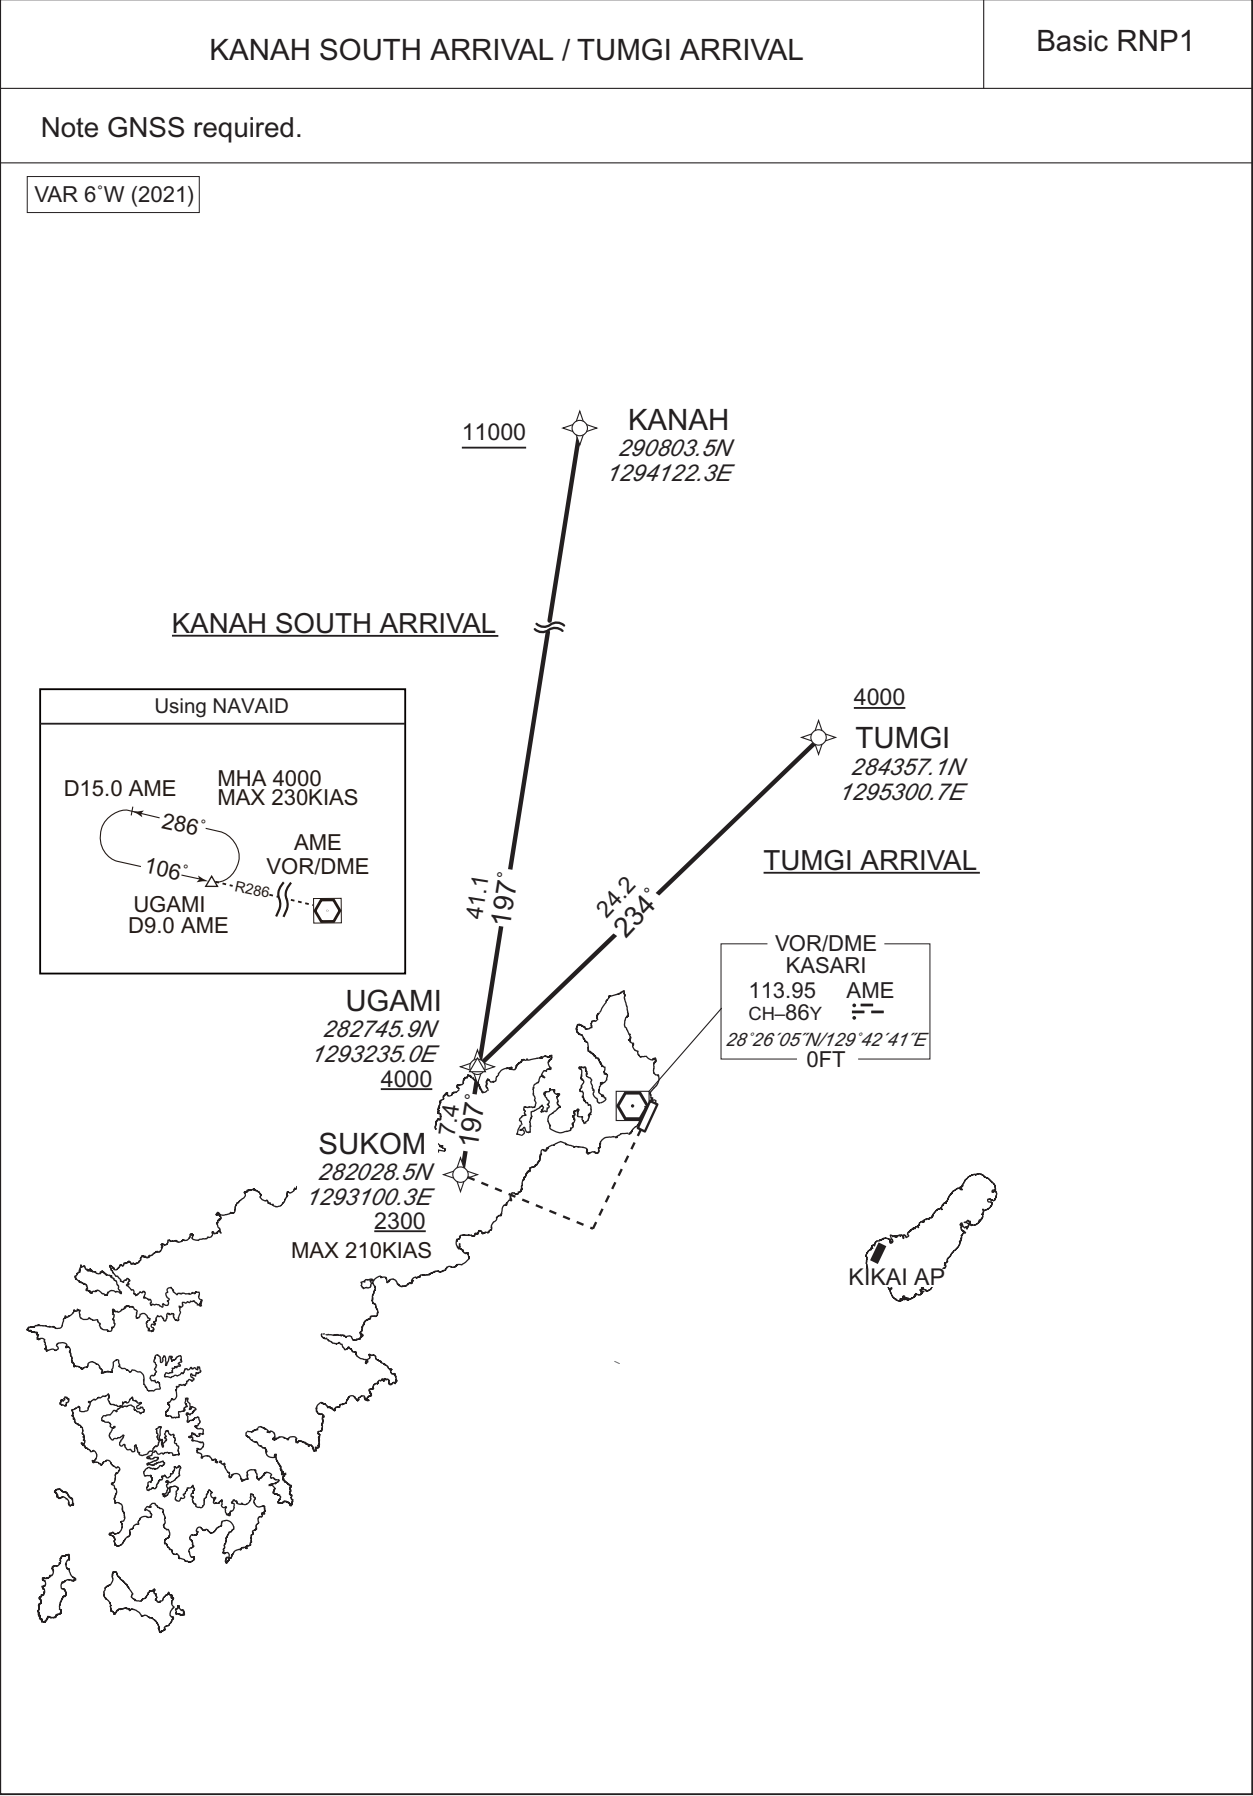 KANAH SOUTH ARRIVAL / TUMGI ARRIVAL
Basic RNP1
Note GNSS required.
VAR 6°W (2021)
11000
KANAH
290803.5N
1294122.3E
KANAH SOUTH ARRIVAL
4000
TUMGI
284357.1N
1295300.7E
TUMGI ARRIVAL
Using NAVAID
D15.0 AME
MHA 4000
MAX 230KIAS
286°
106°
AME
VOR/DME
R286
UGAMI
D9.0 AME
41.1
197°
24.2
234°
VOR/DME
KASARI
113.95 AME
CH–86Y
28°26´05˝N/129°42´41˝E
0FT
UGAMI
282745.9N
1293235.0E
4000
7.4
197°
SUKOM
282028.5N
1293100.3E
2300
MAX 210KIAS
KIKAI AP